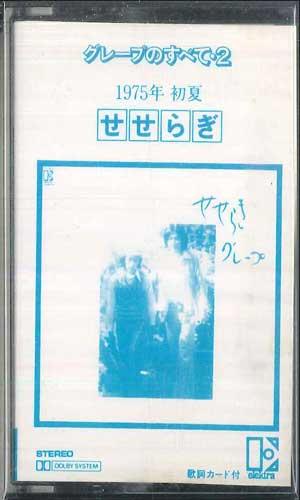 グレープのすべて・2
1975年 初夏
せせらぎ
せせらぎ
グレープ
STEREO
DOLBY SYSTEM
歌詞カード付
elektra